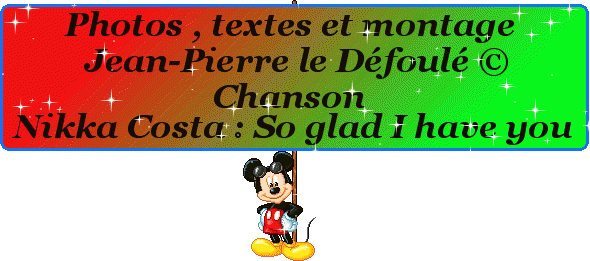 Photos , textes et montage
Jean-Pierre le Défoulé ©
Chanson
Nikka Costa : So glad I have you